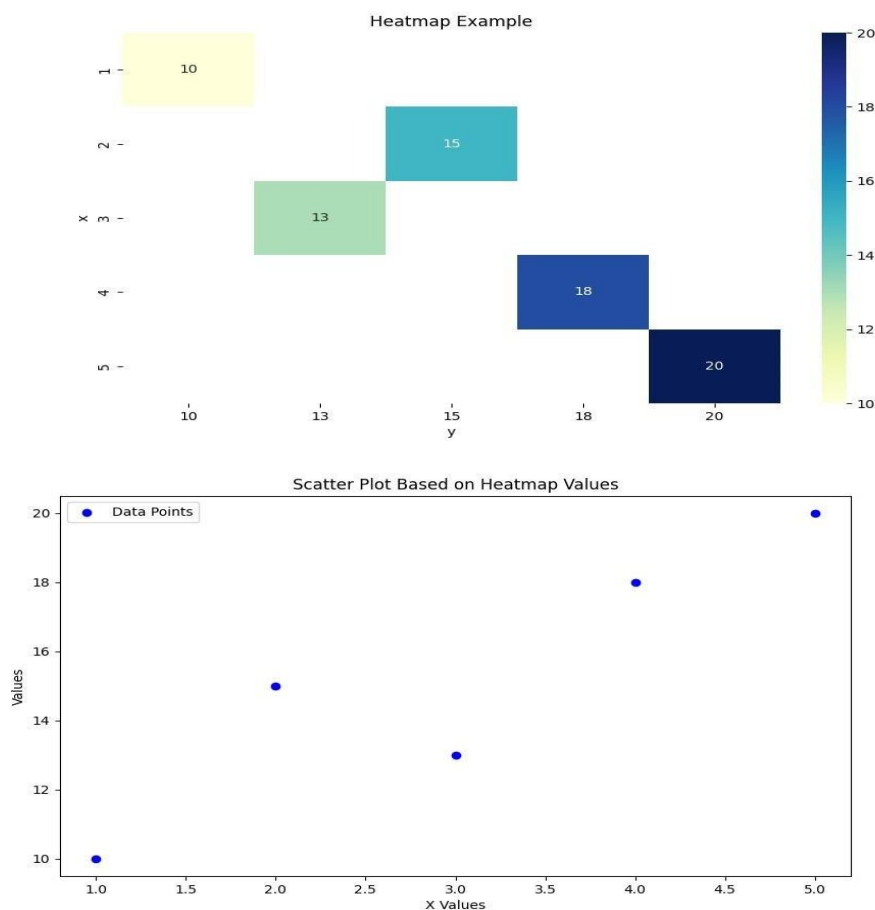 Heatmap Example
20
1
10
18
2
15
16
x
3
13
14
4
18
12
5
20
10
10 13 15 18 20
y
Scatter Plot Based on Heatmap Values
20
Data Points
18
16
Values
14
12
10
1.0 1.5 2.0 2.5 3.0 3.5 4.0 4.5 5.0
X Values